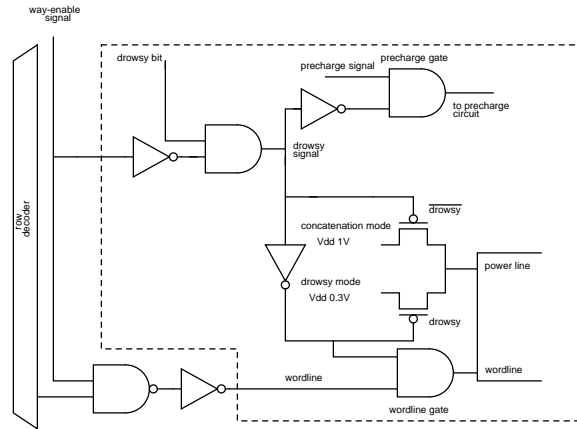 way-enable
signal
drowsy bit
precharge gate
precharge signal
to precharge
circuit
drowsy
signal
row
decoder
concatenation mode
Vdd 1V
drowsy
drowsy mode
Vdd 0.3V
power line
drowsy
wordline
wordline
wordline gate